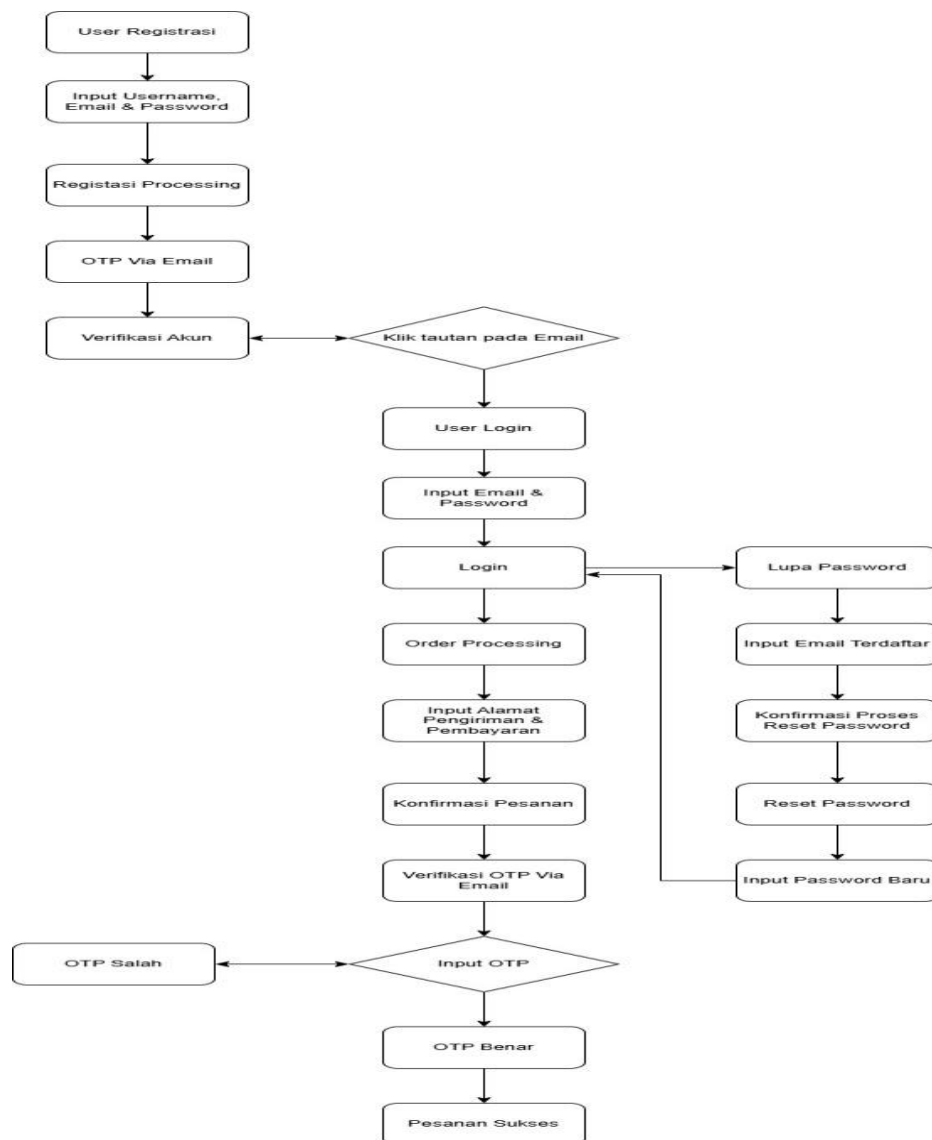 User Registrasi
Input Username,
Email & Password
Registasi Processing
OTP Via Email
Verifikasi Akun
Klik tautan pada Email
User Login
Input Email &
Password
Login
Lupa Password
Order Processing
Input Email Terdaftar
Input Alamat
Pengiriman &
Pembayaran
Konfirmasi Proses
Reset Password
Konfirmasi Pesanan
Reset Password
Verifikasi OTP Via
Email
Input Password Baru
OTP Salah
Input OTP
OTP Benar
Pesanan Sukses